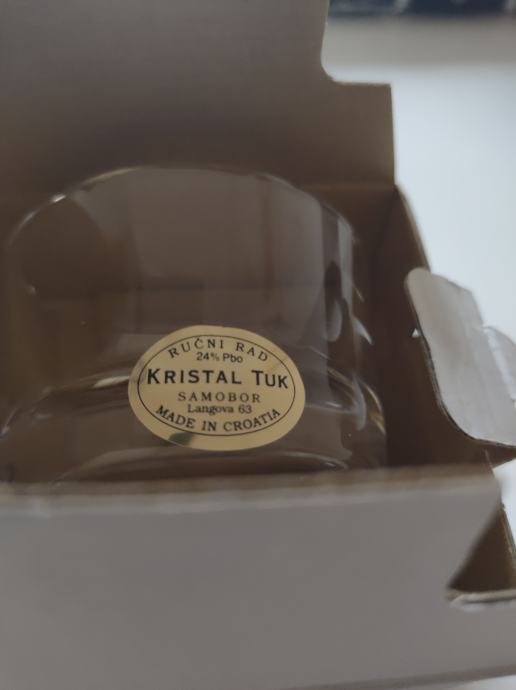 RUČNI RAD
24% Pbo
KRISTAL TUK
SAMOBOR
Langova 63
MADE IN CROATIA